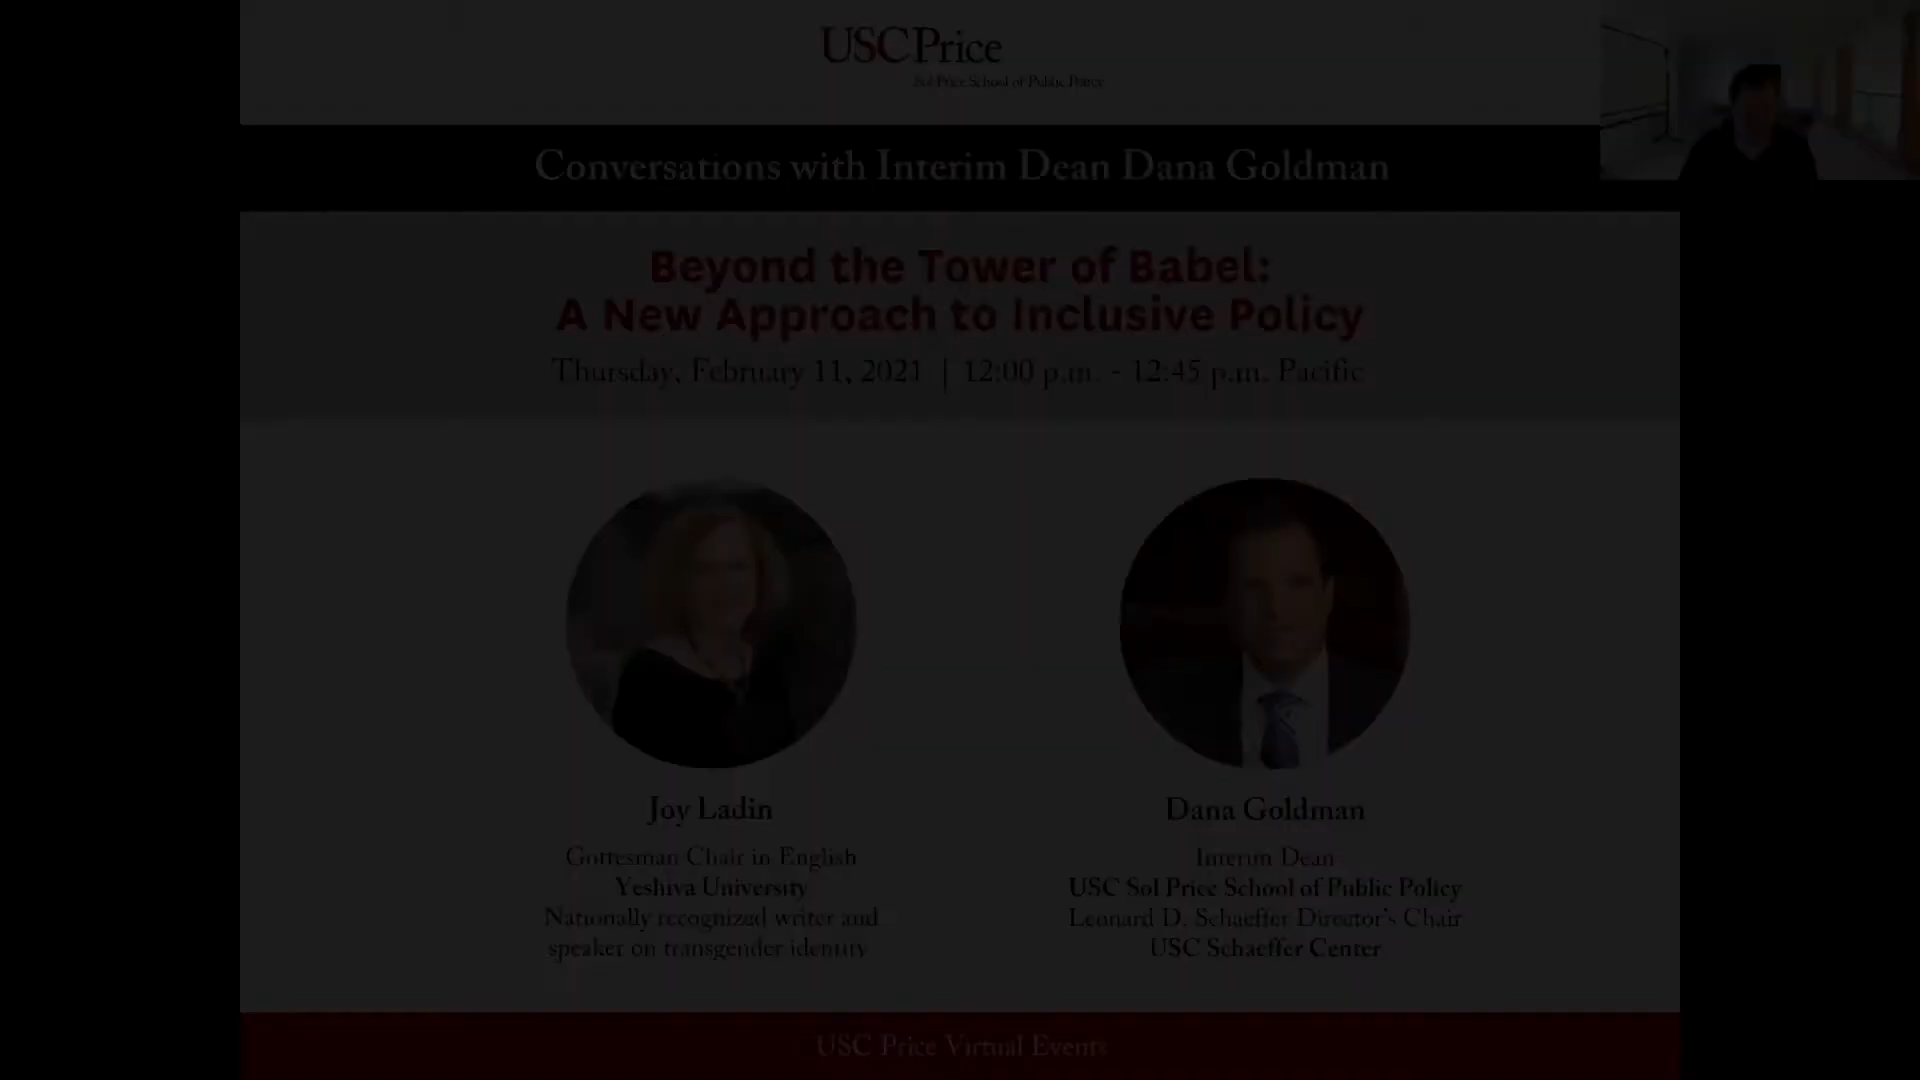 USC Price
Sol Price School of Public Policy
Conversations with Interim Dean Dana Goldman
Beyond the Tower of Babel:
A New Approach to Inclusive Policy
Thursday, February 11, 2021 | 12:00 p.m. - 12:45 p.m. Pacific
Joy Ladin
Gottesman Chair in English
Yeshiva University
Nationally recognized writer and
speaker on transgender identity
Dana Goldman
Interim Dean
USC Sol Price School of Public Policy
Leonard D. Schaeffer Director's Chair
USC Schaeffer Center
USC Price Virtual Events